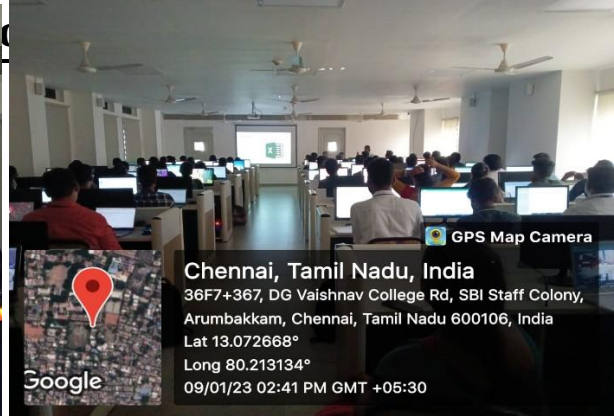 GPS Map Camera
Chennai, Tamil Nadu, India
36F7+367, DG Vaishnav College Rd, SBI Staff Colony,
Arumbakkam, Chennai, Tamil Nadu 600106, India
Lat 13.072668°
Long 80.213134°
09/01/23 02:41 PM GMT +05:30
Google